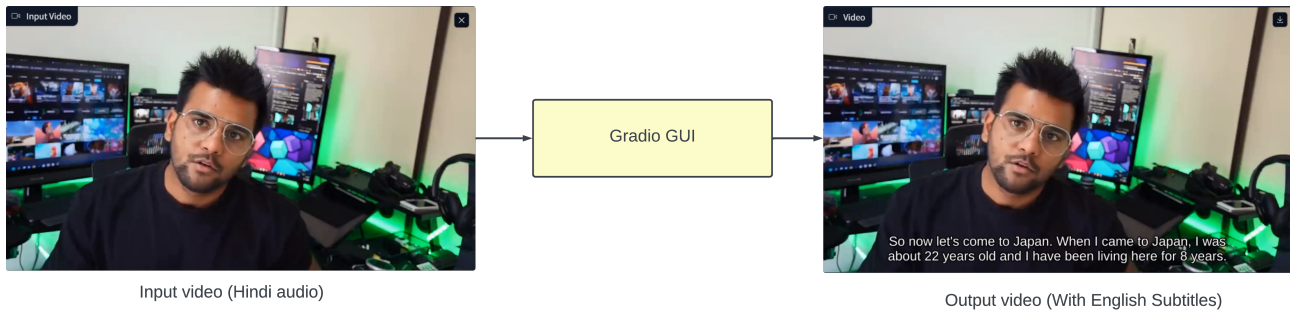 Input Video
Video
Gradio GUI
So now let's come to Japan. When I came to Japan, I was
about 22 years old and I have been living here for 8 years.
Input video (Hindi audio)
Output video (With English Subtitles)